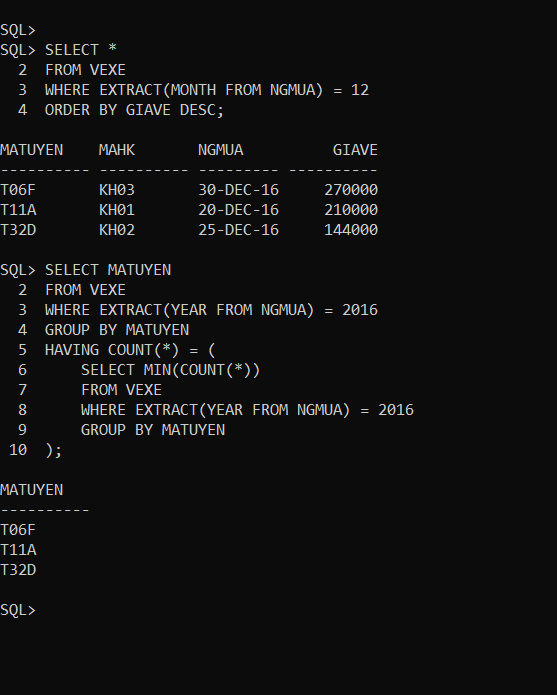 SQL>
SQL> SELECT *
  2  FROM VEXE
  3  WHERE EXTRACT(MONTH FROM NGMUA) = 12
  4  ORDER BY GIAVE DESC;
MATUYEN    MAHK       NGMUA          GIAVE
---------- ---------- --------- ----------
T06F       KH03       30-DEC-16     270000
T11A       KH01       20-DEC-16     210000
T32D       KH02       25-DEC-16     144000
SQL> SELECT MATUYEN
  2  FROM VEXE
  3  WHERE EXTRACT(YEAR FROM NGMUA) = 2016
  4  GROUP BY MATUYEN
  5  HAVING COUNT(*) = (
  6      SELECT MIN(COUNT(*))
  7      FROM VEXE
  8      WHERE EXTRACT(YEAR FROM NGMUA) = 2016
  9      GROUP BY MATUYEN
 10  );
MATUYEN
----------
T06F
T11A
T32D
SQL>